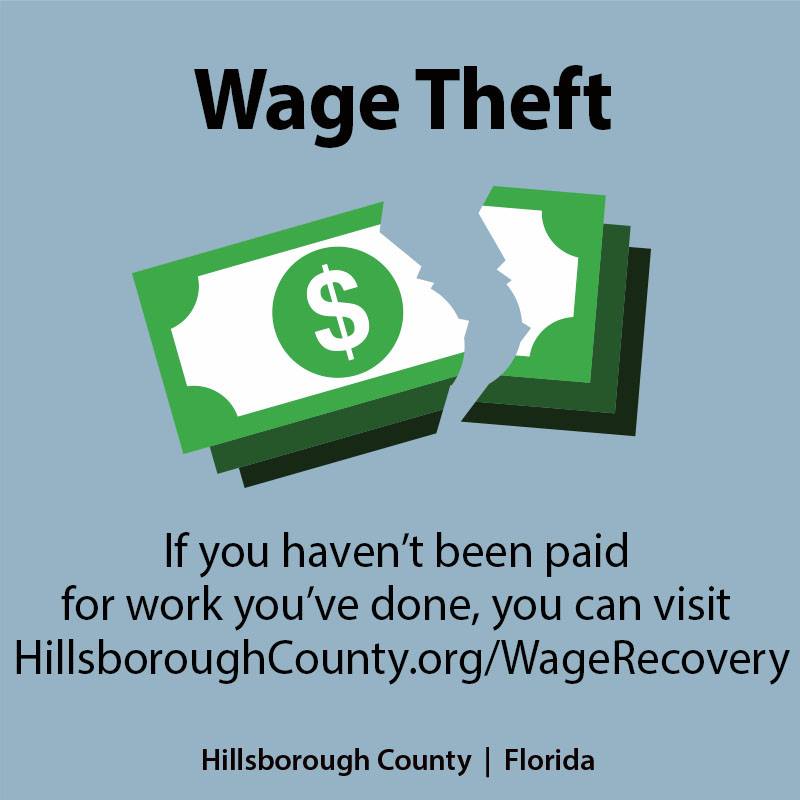 Wage Theft
$
If you haven’t been paid
for work you’ve done, you can visit
HillsboroughCounty.org/WageRecovery
Hillsborough County | Florida